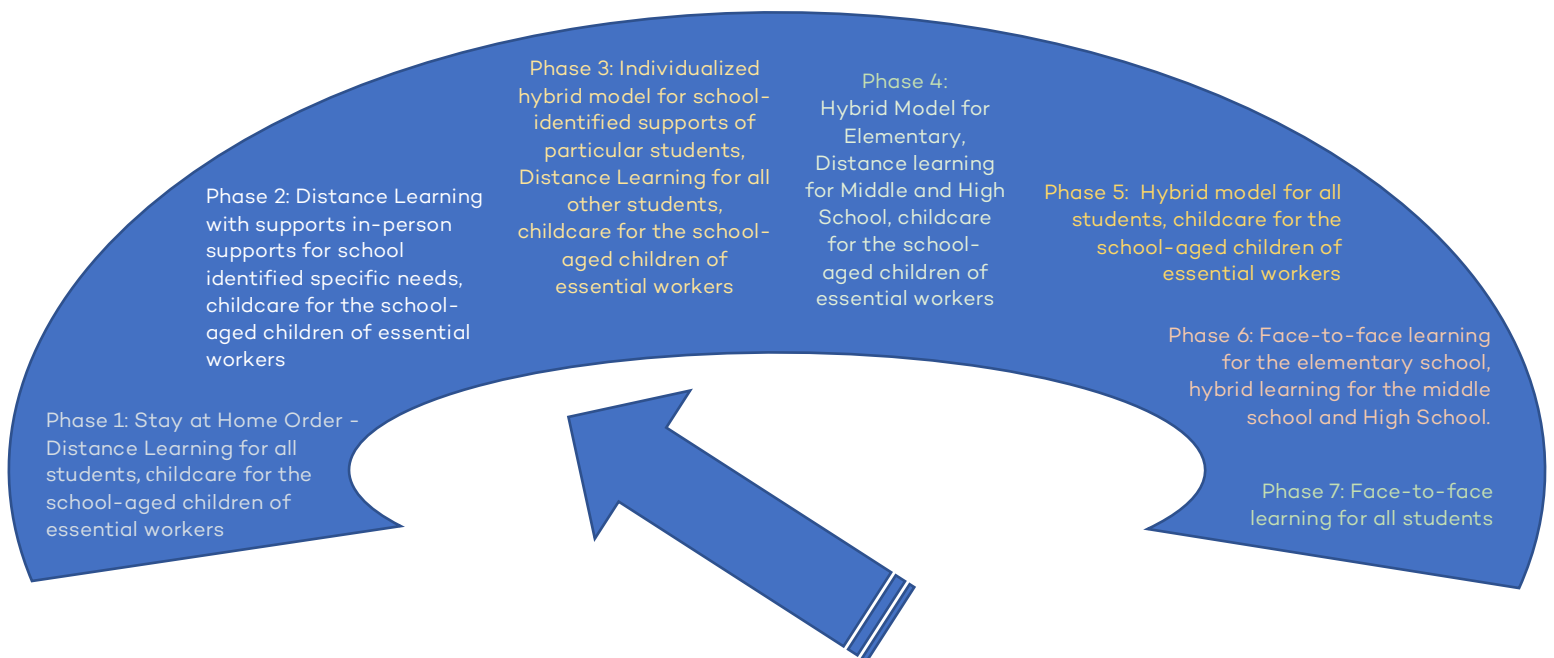 Phase 1: Stay at Home Order -
Distance Learning for all
students, childcare for the
school-aged children of
essential workers
Phase 2: Distance Learning
with supports in-person
supports for school
identified specific needs,
childcare for the school-
aged children of essential
workers
Phase 3: Individualized
hybrid model for school-
identified supports of
particular students,
Distance Learning for all
other students,
childcare for the school-
aged children of
essential workers
Phase 4:
Hybrid Model for
Elementary,
Distance learning
for Middle and High
School, childcare
for the school-
aged children of
essential workers
Phase 5: Hybrid model for all
students, childcare for the
school-aged children of
essential workers
Phase 6: Face-to-face learning
for the elementary school,
hybrid learning for the middle
school and High School.
Phase 7: Face-to-face
learning for all students